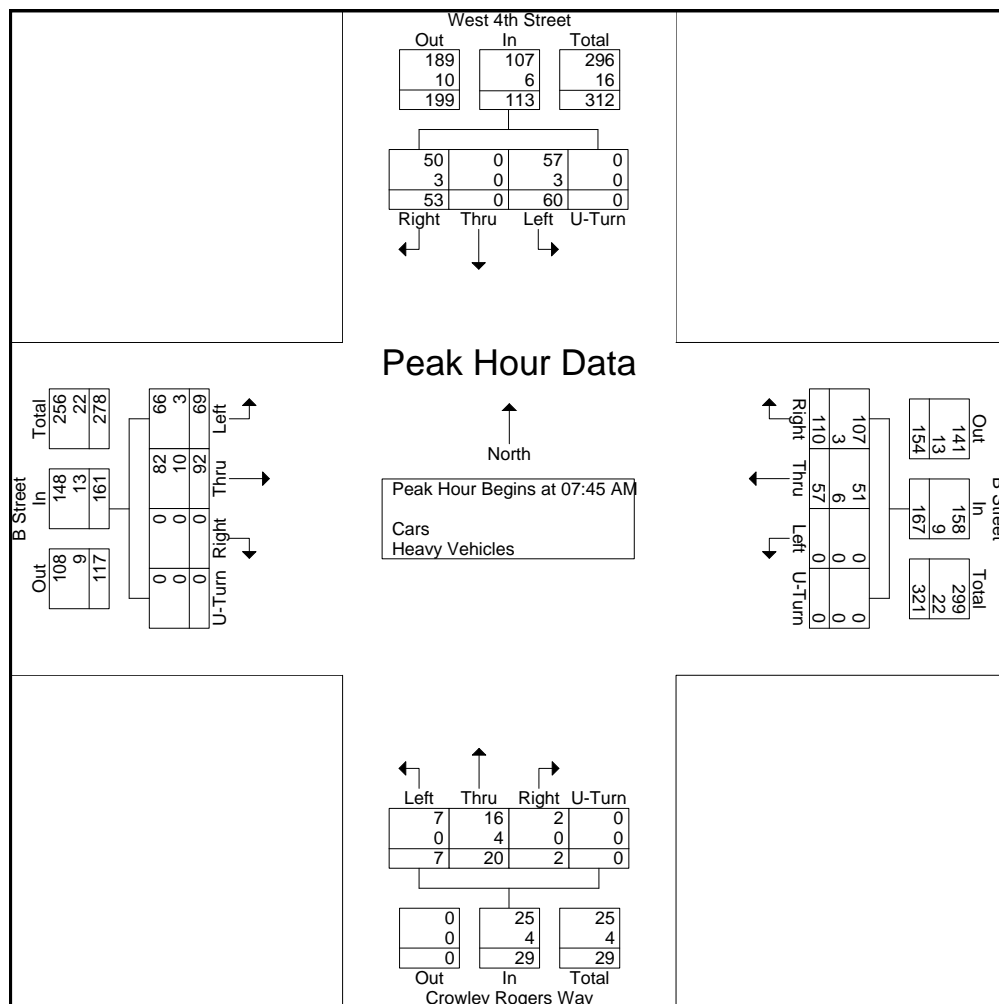 West 4th Street
Out In Total
189 107 296
10 6 16
199 113 312
50 0 57 0
3 0 3 0
53 0 60 0
Right Thru Left U-Turn
Peak Hour Data
North
Peak Hour Begins at 07:45 AM
Cars
Heavy Vehicles
B Street
Total In Out
256 148 108
22 13 9
278 161 117
66 82 0 0
3 10 0 0
69 92 0 0
Left Thru Right U-Turn
B Street
Out In Total
141 158 299
13 9 22
154 167 321
107 51 0 0
3 6 0 0
110 57 0 0
Right Thru Left U-Turn
Left Thru Right U-Turn
7 16 2 0
0 4 0 0
7 20 2 0
0 25 25
0 4 4
0 29 29
Out In Total
Crowley Rogers Way